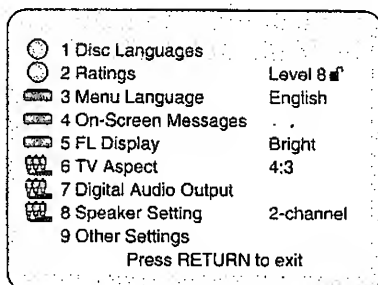 1 Disc Languages
2 Ratings Level 8
3 Menu Language English
4 On-Screen Messages
5 FL Display Bright
6 TV Aspect 4:3
7 Digital Audio Output
8 Speaker Setting 2-channel
9 Other Settings
Press RETURN to exit